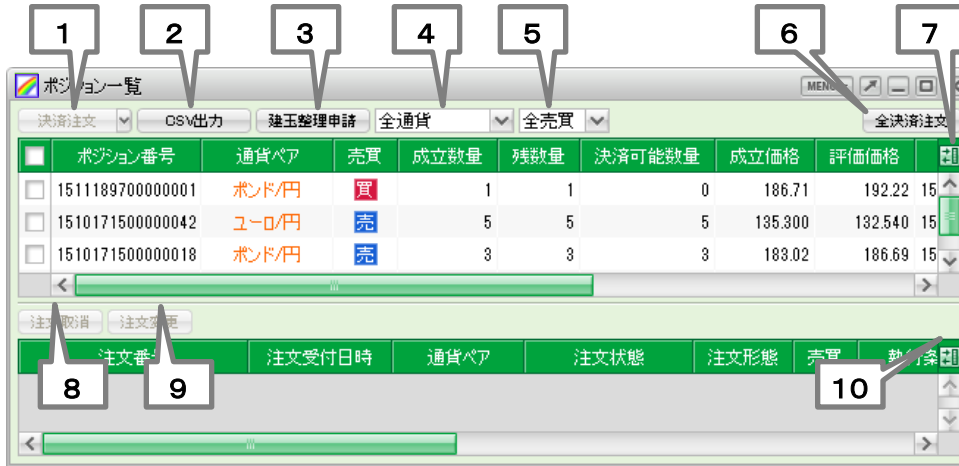 1 2 3 4 5 6 7
ポジション一覧 MENU
決済注文 CSV出力 建玉整理申請 全通貨 全売買 全決済注文
ポジション番号 通貨ペア 売買 成立数量 残数量 決済可能数量 成立価格 評価価格
1511189700000001 ポンド/円 買 1 1 0 186.71 192.22 15
1510171500000042 ユーロ/円 売 5 5 5 135.300 132.540 15
1510171500000018 ポンド/円 売 3 3 3 183.02 186.69 15
注文取消 注文変更
注文番号 注文受付日時 通貨ペア 注文状態 注文形態 売買 執行条
8 9 10